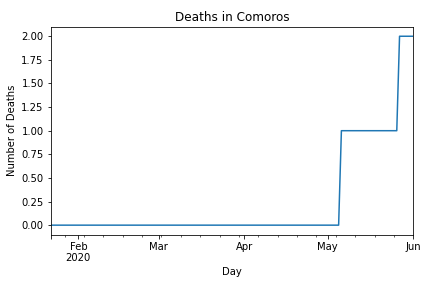 Deaths in Comoros
2.00
1.75
1.50
1.25
1.00
0.75
0.50
0.25
0.00
Number of Deaths
Feb
2020
Mar
Apr
May
Jun
Day